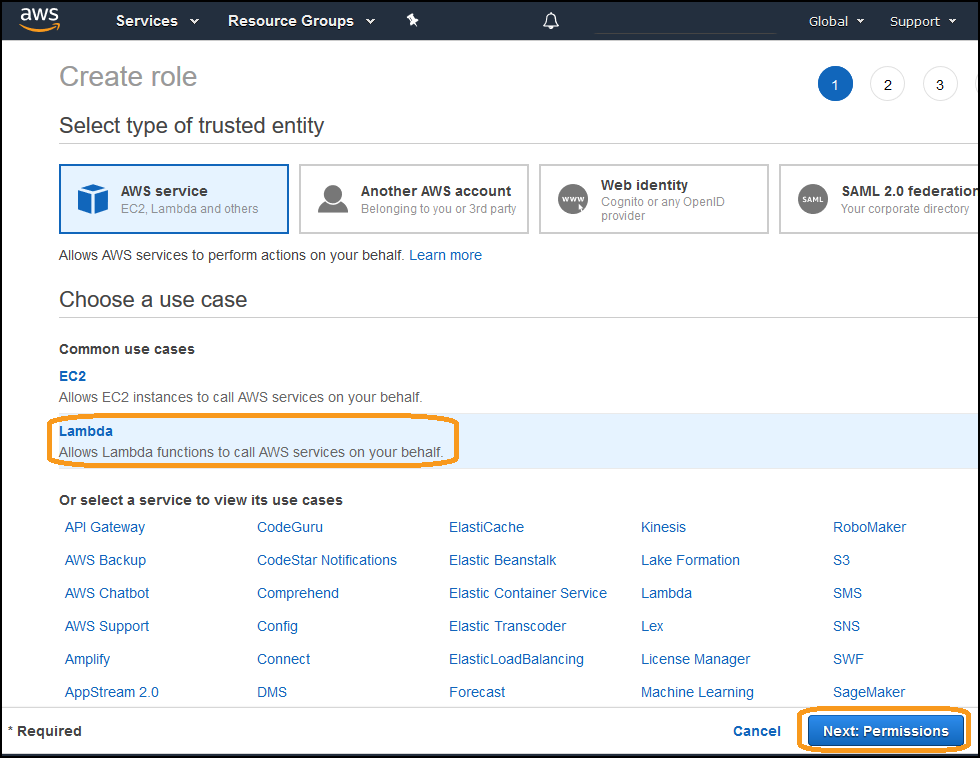 aws Services Resource Groups Global Support
Create role
1 2 3
Select type of trusted entity
AWS service
EC2, Lambda and others
Another AWS account
Belonging to you or 3rd party
www
Web identity
Cognito or any OpenID
provider
SAML
SAML 2.0 federation
Your corporate directory
Allows AWS services to perform actions on your behalf. Learn more
Choose a use case
Common use cases
EC2
Allows EC2 instances to call AWS services on your behalf.
Lambda
Allows Lambda functions to call AWS services on your behalf.
Or select a service to view its use cases
API Gateway CodeGuru ElastiCache Kinesis RoboMaker
AWS Backup CodeStar Notifications Elastic Beanstalk Lake Formation S3
AWS Chatbot Comprehend Elastic Container Service Lambda SMS
AWS Support Config Elastic Transcoder Lex SNS
Amplify Connect ElasticLoadBalancing License Manager SWF
AppStream 2.0 DMS Forecast Machine Learning SageMaker
* Required Cancel Next: Permissions